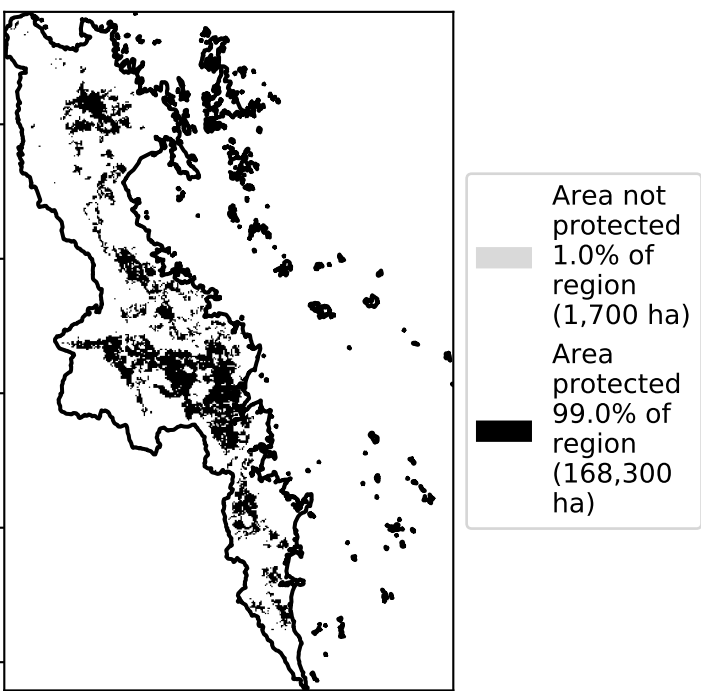 Area not
protected
1.0% of
region
(1,700 ha)
Area
protected
99.0% of
region
(168,300
ha)